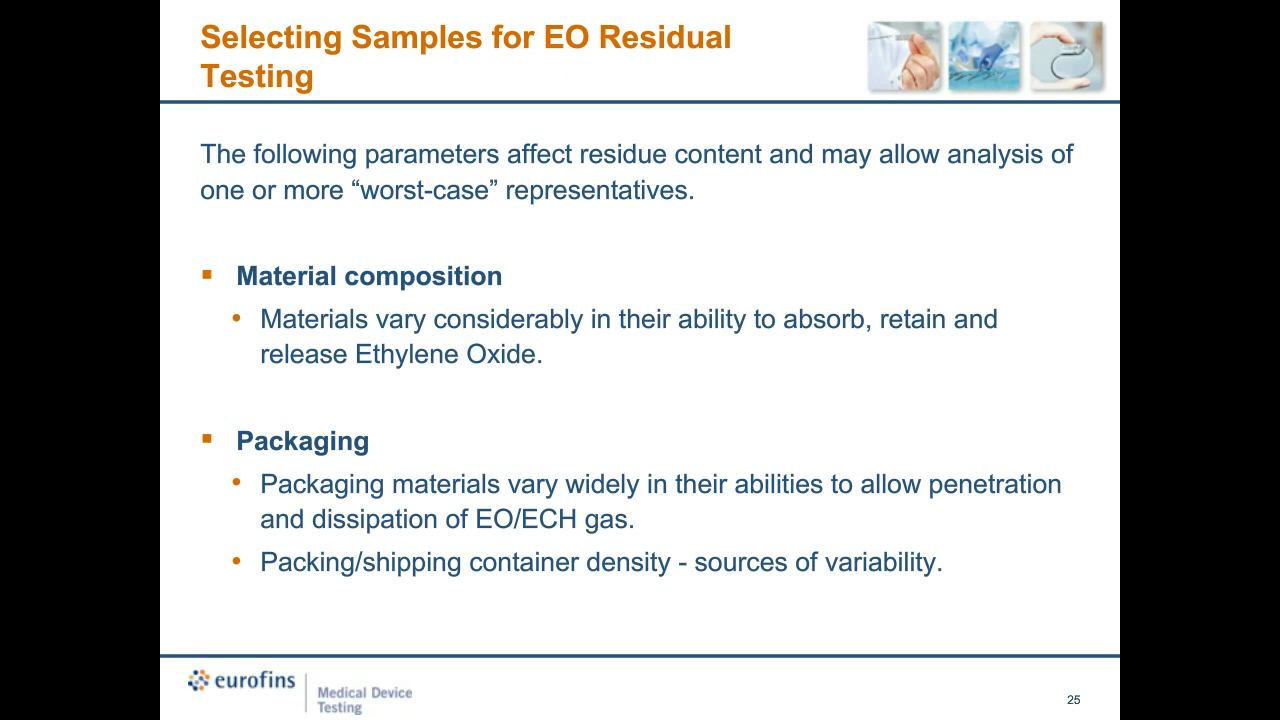 Selecting Samples for EO Residual
Testing
The following parameters affect residue content and may allow analysis of
one or more “worst-case” representatives.
▪ Material composition
• Materials vary considerably in their ability to absorb, retain and
release Ethylene Oxide.
▪ Packaging
• Packaging materials vary widely in their abilities to allow penetration
and dissipation of EO/ECH gas.
• Packing/shipping container density - sources of variability.
eurofins
Medical Device
Testing
25